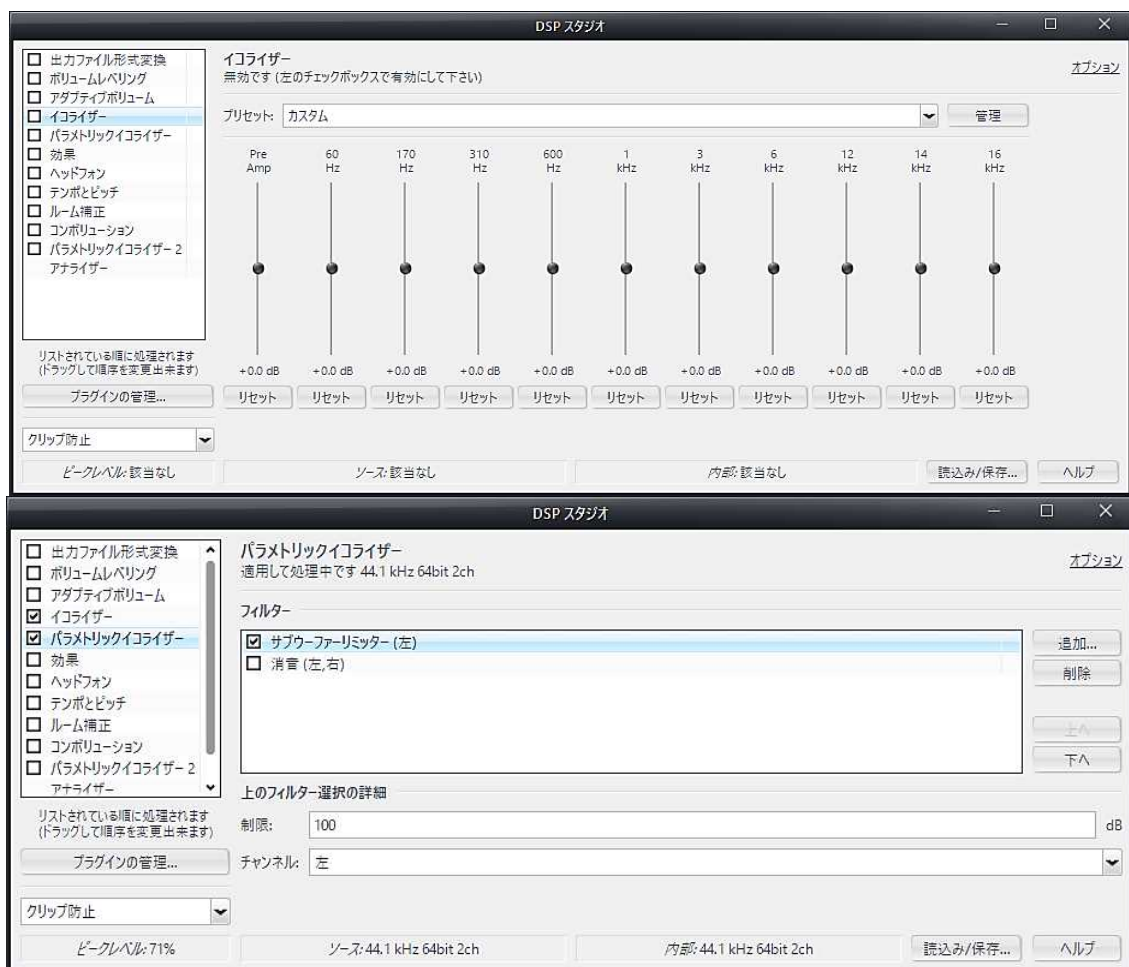 DSP スタジオ
出力ファイル形式変換
ボリュームレベリング
アダプティブボリューム
イコライザー
パラメトリックイコライザー
効果
ヘッドフォン
テンポとピッチ
ルーム補正
コンボリューション
パラメトリックイコライザー 2
アナライザー
リストされている順に処理されます
(ドラッグして順序を変更出来ます)
プラグインの管理...
クリップ防止
イコライザー
無効です (左のチェックボックスで有効にして下さい)
オプション
プリセット: カスタム 管理
Pre Amp 60 Hz 170 Hz 310 Hz 600 Hz 1 kHz 3 kHz 6 kHz 12 kHz 14 kHz 16 kHz
+0.0 dB +0.0 dB +0.0 dB +0.0 dB +0.0 dB +0.0 dB +0.0 dB +0.0 dB +0.0 dB +0.0 dB +0.0 dB
リセット リセット リセット リセット リセット リセット リセット リセット リセット リセット リセット
ピークレベル: 該当なし ソース: 該当なし 内部: 該当なし 読込み/保存... ヘルプ
DSP スタジオ
出力ファイル形式変換
ボリュームレベリング
アダプティブボリューム
イコライザー
パラメトリックイコライザー
効果
ヘッドフォン
テンポとピッチ
ルーム補正
コンボリューション
パラメトリックイコライザー 2
アナライザー
リストされている順に処理されます
(ドラッグして順序を変更出来ます)
プラグインの管理...
クリップ防止
パラメトリックイコライザー
適用して処理中です 44.1 kHz 64bit 2ch
オプション
フィルター
サブウーファーリミッター (左)
消音 (左,右)
追加...
削除
上へ
下へ
上のフィルター選択の詳細
制限: 100 dB
チャンネル: 左
ピークレベル: 71% ソース: 44.1 kHz 64bit 2ch 内部: 44.1 kHz 64bit 2ch 読込み/保存... ヘルプ